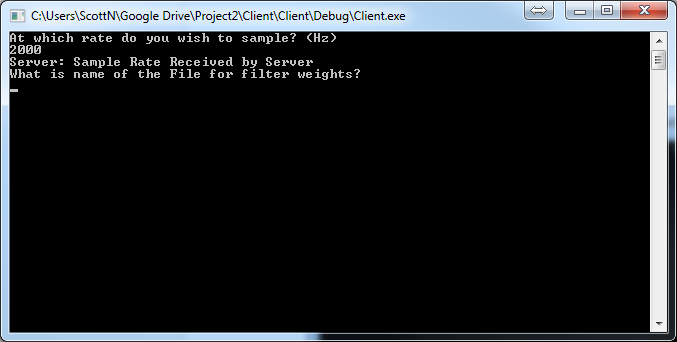 C:\Users\ScottN\Google Drive\Project2\Client\Client\Debug\Client.exe
At which rate do you wish to sample? (Hz)
2000
Server: Sample Rate Received by Server
What is name of the File for filter weights?